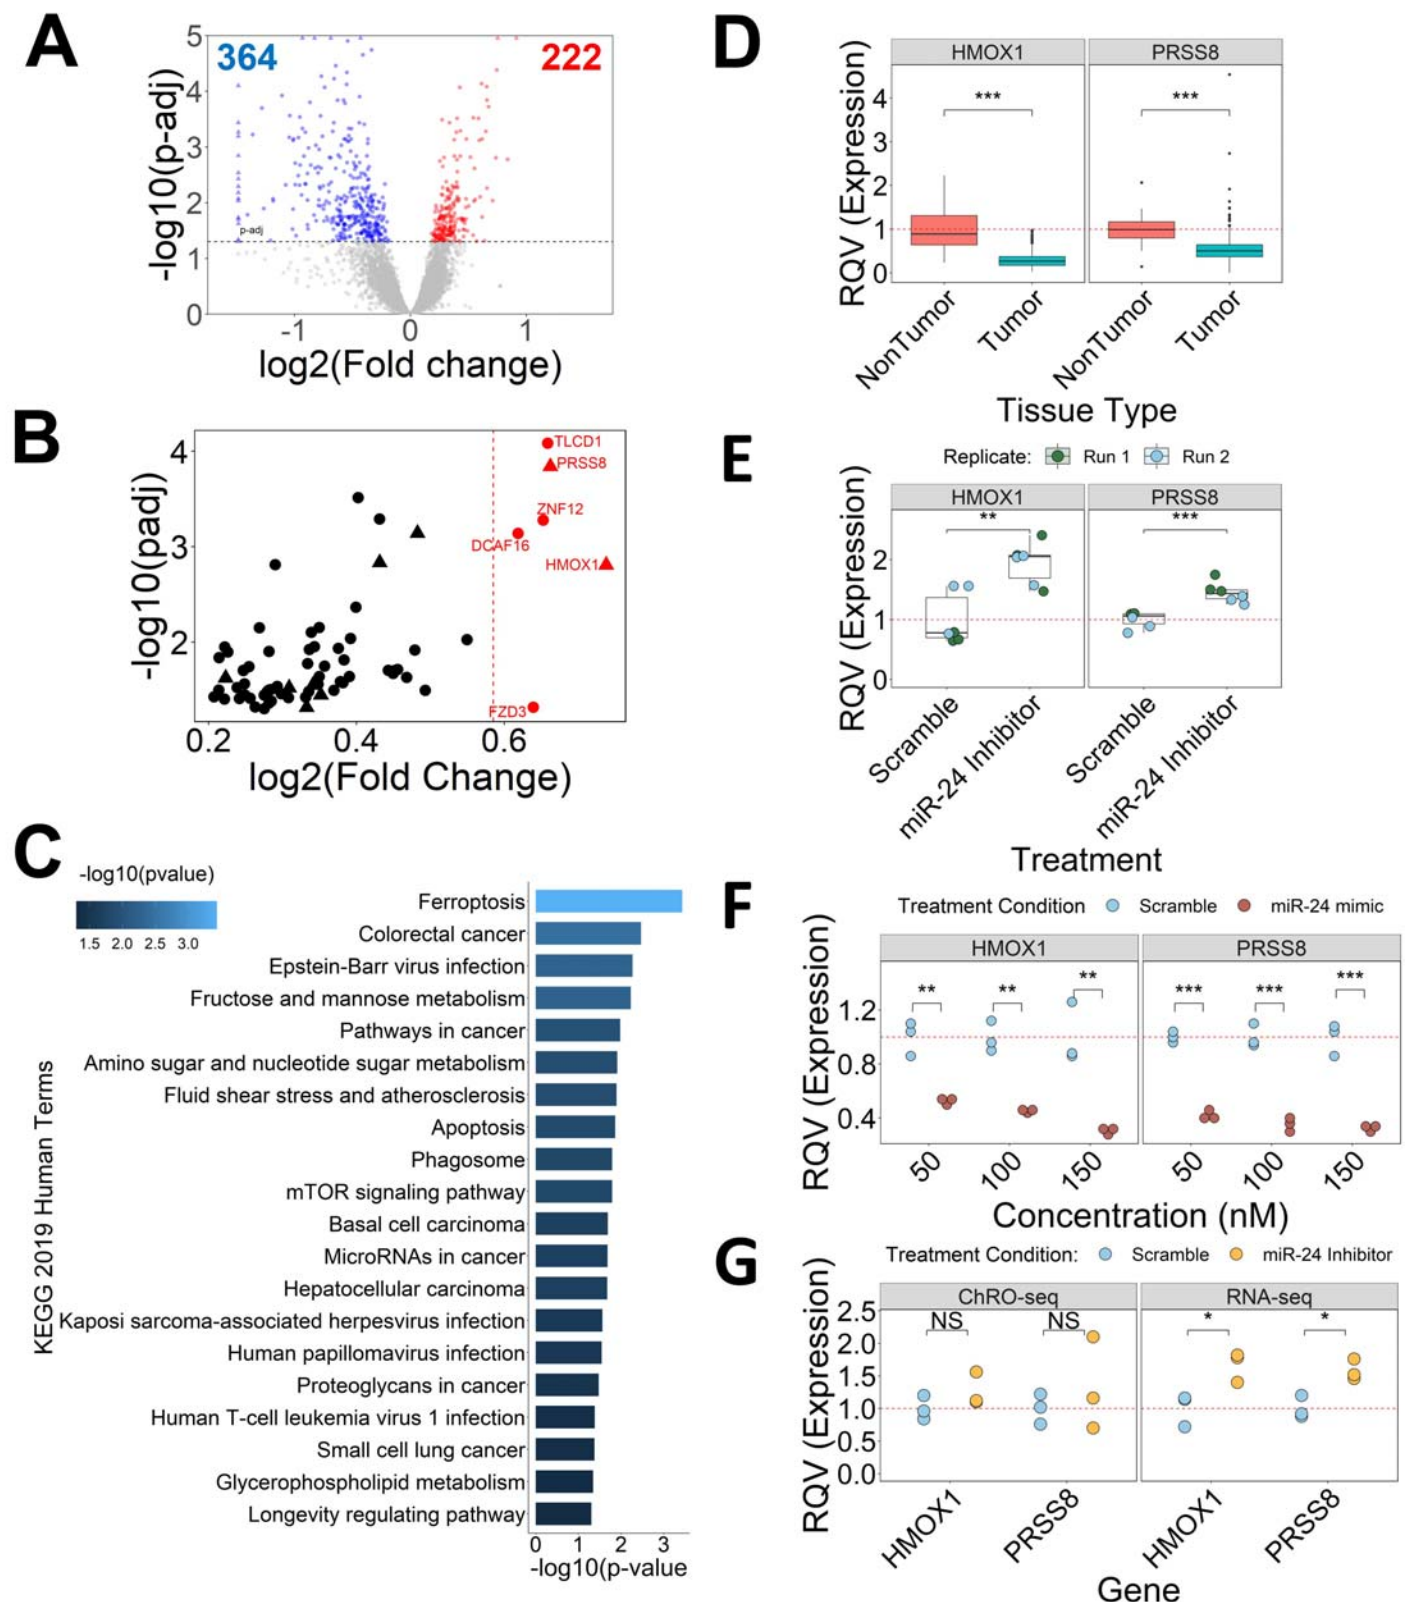 A
364
222
5
4
3
2
1
0
p-adj
-log10(p-adj)
-1
0
1
log2(Fold change)
B
4
3
2
-log10(padj)
TLCD1
PRSS8
ZNF12
DCAF16
HMOX1
FZD3
0.2
0.4
0.6
log2(Fold Change)
C
-log10(pvalue)
1.5 2.0 2.5 3.0
KEGG 2019 Human Terms
Ferroptosis
Colorectal cancer
Epstein-Barr virus infection
Fructose and mannose metabolism
Pathways in cancer
Amino sugar and nucleotide sugar metabolism
Fluid shear stress and atherosclerosis
Apoptosis
Phagosome
mTOR signaling pathway
Basal cell carcinoma
MicroRNAs in cancer
Hepatocellular carcinoma
Kaposi sarcoma-associated herpesvirus infection
Human papillomavirus infection
Proteoglycans in cancer
Human T-cell leukemia virus 1 infection
Small cell lung cancer
Glycerophospholipid metabolism
Longevity regulating pathway
0 1 2 3
-log10(p-value
D
HMOX1
PRSS8
***
***
4
3
2
1
0
RQV (Expression)
NonTumor
Tumor
NonTumor
Tumor
Tissue Type
E
Replicate: Run 1 Run 2
HMOX1
PRSS8
**
***
2
1
0
RQV (Expression)
Scramble
miR-24 Inhibitor
Scramble
miR-24 Inhibitor
Treatment
F
Treatment Condition Scramble miR-24 mimic
HMOX1
PRSS8
** ** **
*** *** ***
1.2
0.8
0.4
RQV (Expression)
50
100
150
50
100
150
Concentration (nM)
G
Treatment Condition: Scramble miR-24 Inhibitor
ChRO-seq
RNA-seq
NS
NS
*
*
2.5
2.0
1.5
1.0
0.5
0.0
RQV (Expression)
HMOX1
PRSS8
HMOX1
PRSS8
Gene